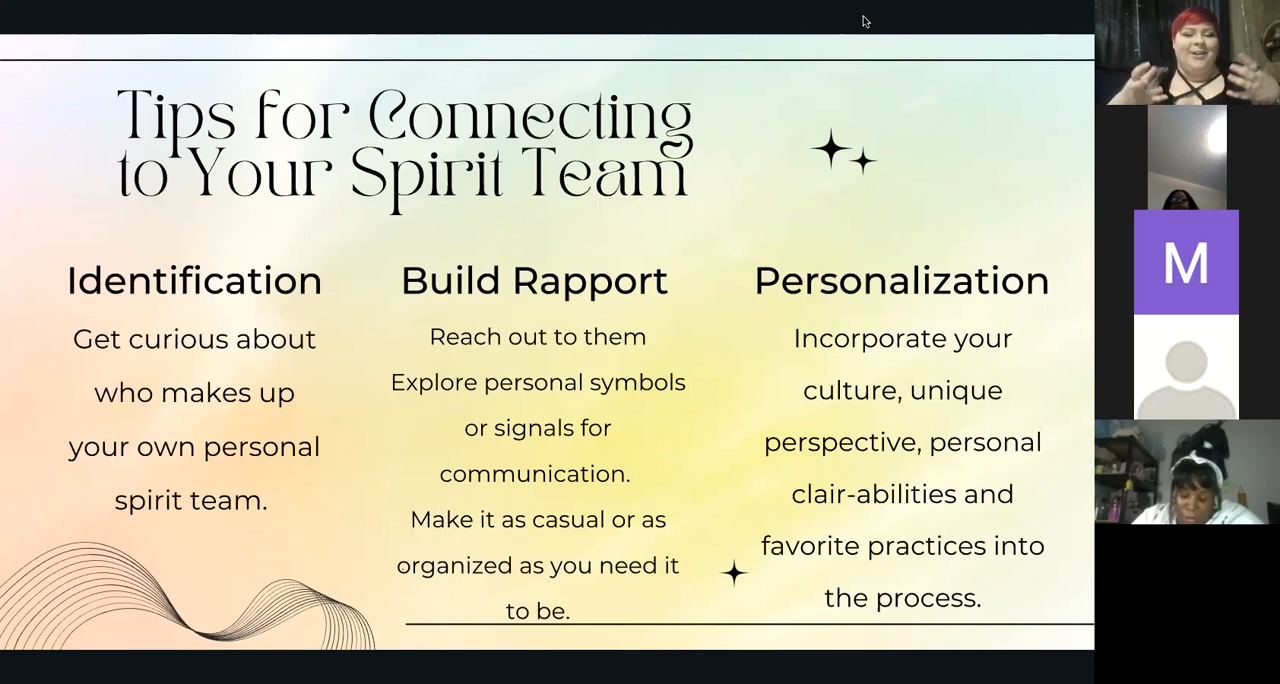 Tips for Connecting
to Your Spirit Team
Identification
Get curious about
who makes up
your own personal
spirit team.
Build Rapport
Reach out to them
Explore personal symbols
or signals for
communication.
Make it as casual or as
organized as you need it
to be.
Personalization
Incorporate your
culture, unique
perspective, personal
clair-abilities and
favorite practices into
the process.
M